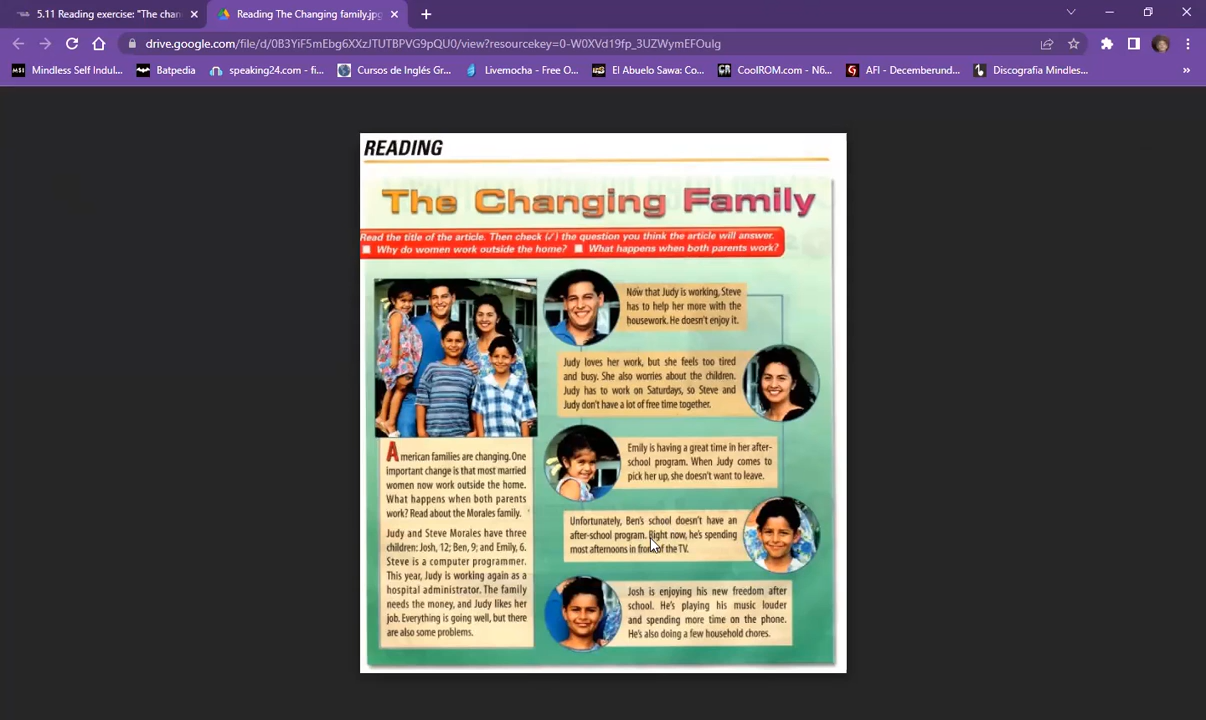 5.11 Reading exercise: "The chan
Reading The Changing family.jpg
drive.google.com/file/d/0B3YiF5mEbg6XXzJTUTBPVG9pQU0/view?resourcekey=0-W0XVd19fp_3UZWymEFOulg
MSI Mindless Self Indul...
Batpedia
speaking24.com - fi...
Cursos de Inglés Gr...
Livemocha - Free O...
El Abuelo Sawa: Co...
CoolROM.com - N6...
AFI - Decemberund...
Discografia Mindles...
READING
The Changing Family
Read the title of the article. Then check (✓) the question you think the article will answer.
Why do women work outside the home? What happens when both parents work?
American families are changing. One
important change is that most married
women now work outside the home.
What happens when both parents
work? Read about the Morales family.
Judy and Steve Morales have three
children: Josh, 12; Ben, 9; and Emily, 6.
Steve is a computer programmer.
This year, Judy is working again as a
hospital administrator. The family
needs the money, and Judy likes her
job. Everything is going well, but there
are also some problems.
Now that Judy is working, Steve
has to help her more with the
housework. He doesn't enjoy it.
Judy loves her work, but she feels too tired
and busy. She also worries about the children.
Judy has to work on Saturdays, so Steve and
Judy don't have a lot of free time together.
Emily is having a great time in her after-
school program. When Judy comes to
pick her up, she doesn't want to leave.
Unfortunately, Ben's school doesn't have an
after-school program. Right now, he's spending
most afternoons in front of the TV.
Josh is enjoying his new freedom after
school. He's playing his music louder
and spending more time on the phone.
He's also doing a few household chores.